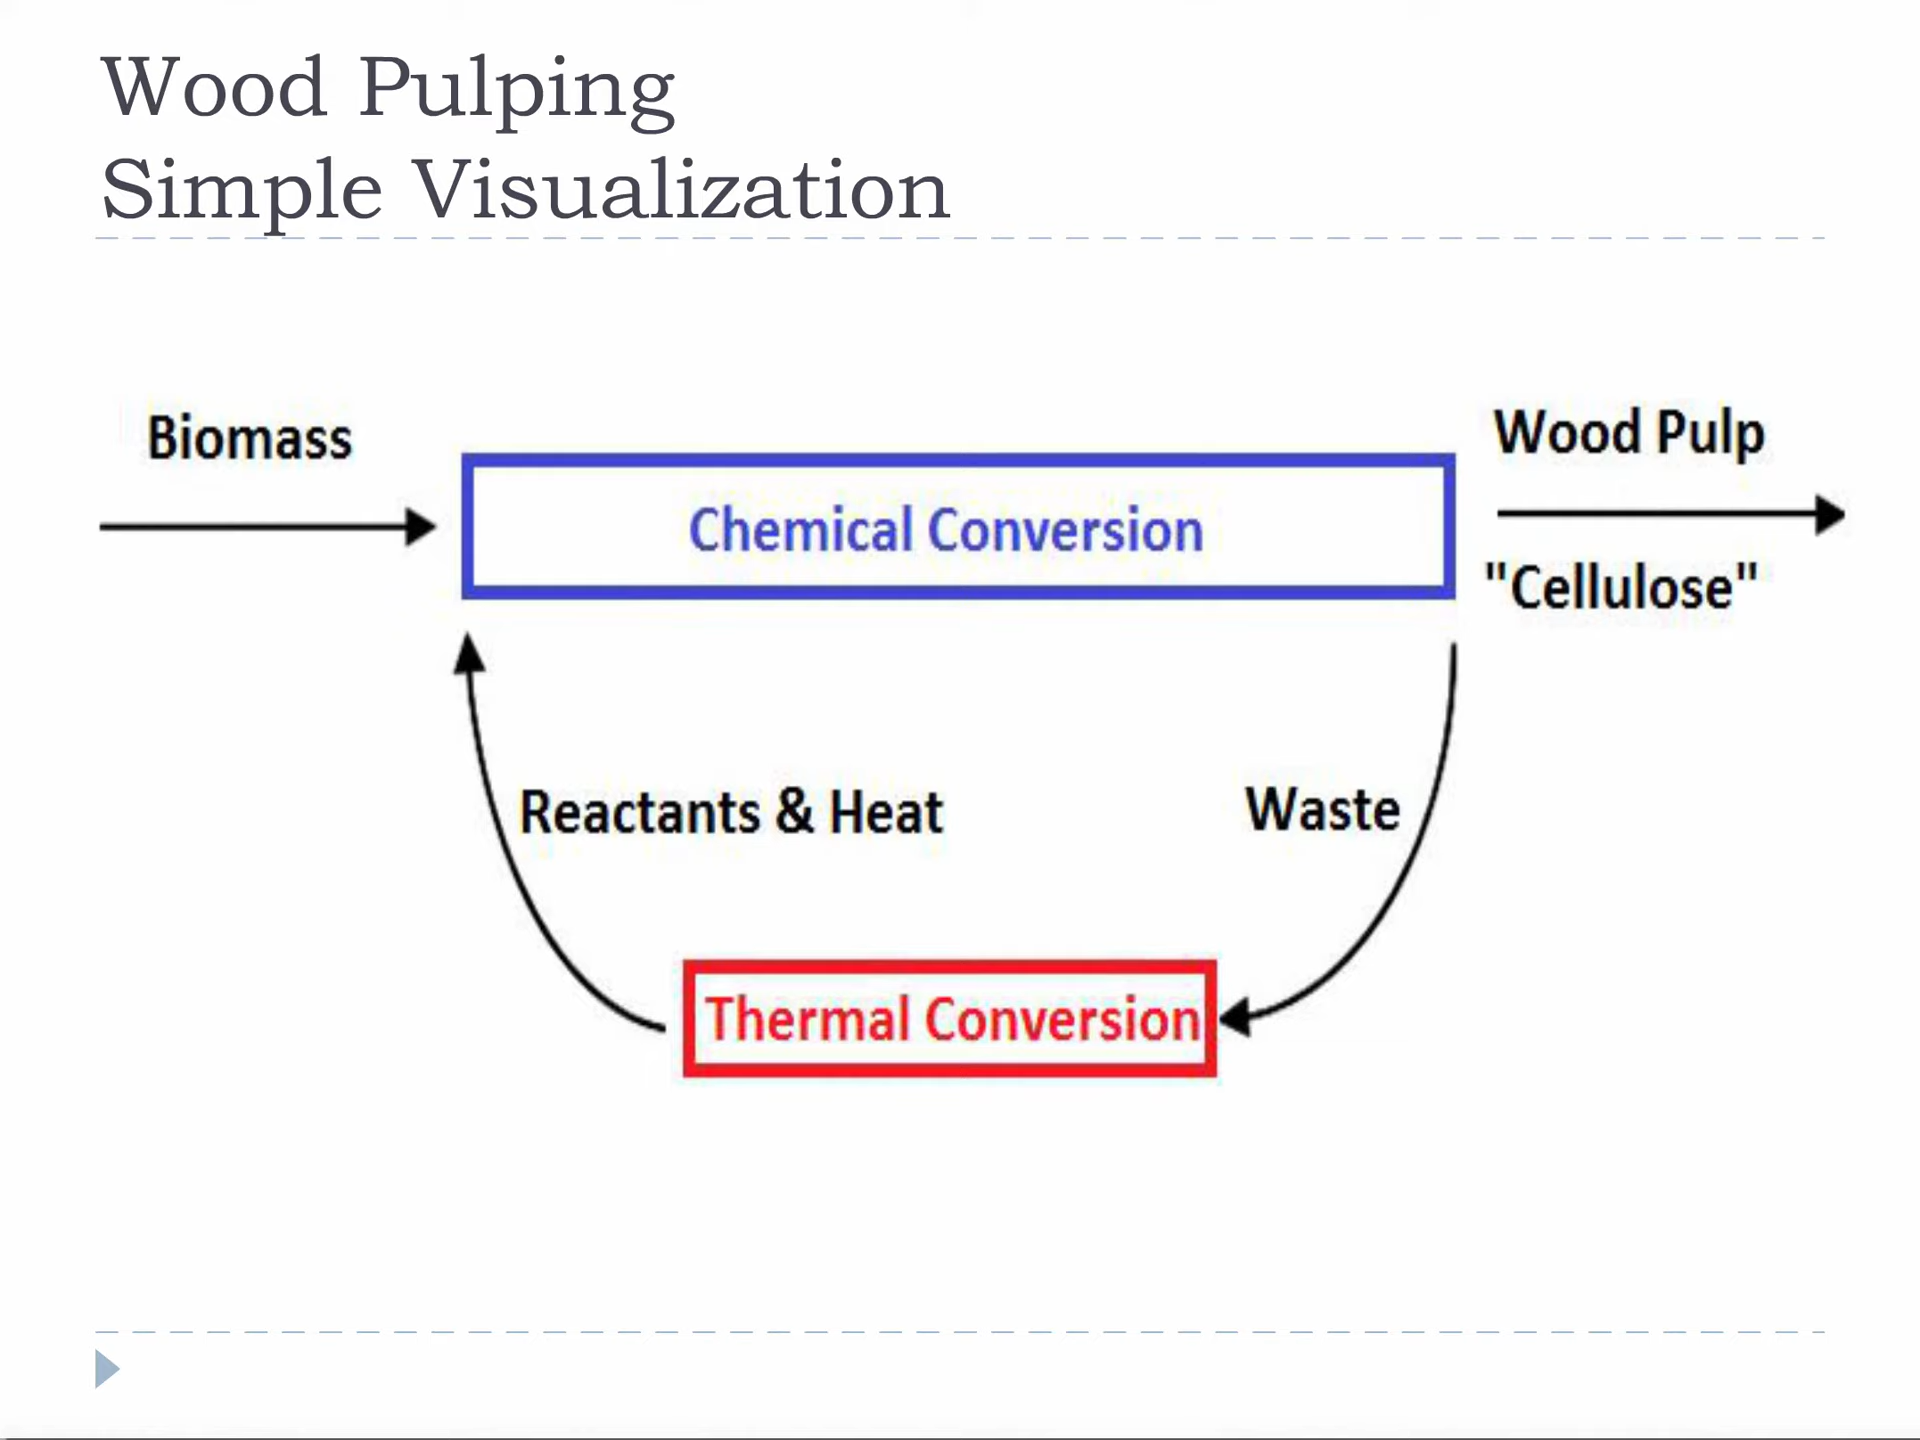 Wood Pulping
Simple Visualization
Biomass
Chemical Conversion
Wood Pulp
"Cellulose"
Reactants & Heat
Waste
Thermal Conversion